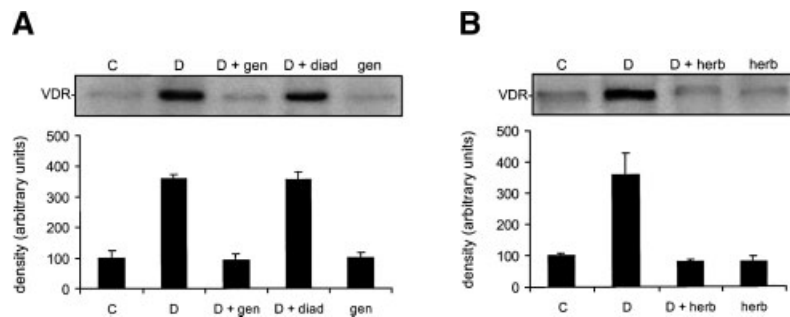 A
C D D + gen D + diad gen
VDR-
500
400
300
200
100
0
density (arbitrary units)
C D D + gen D + diad gen
B
C D D + herb herb
VDR-
500
400
300
200
100
0
density (arbitrary units)
C D D + herb herb